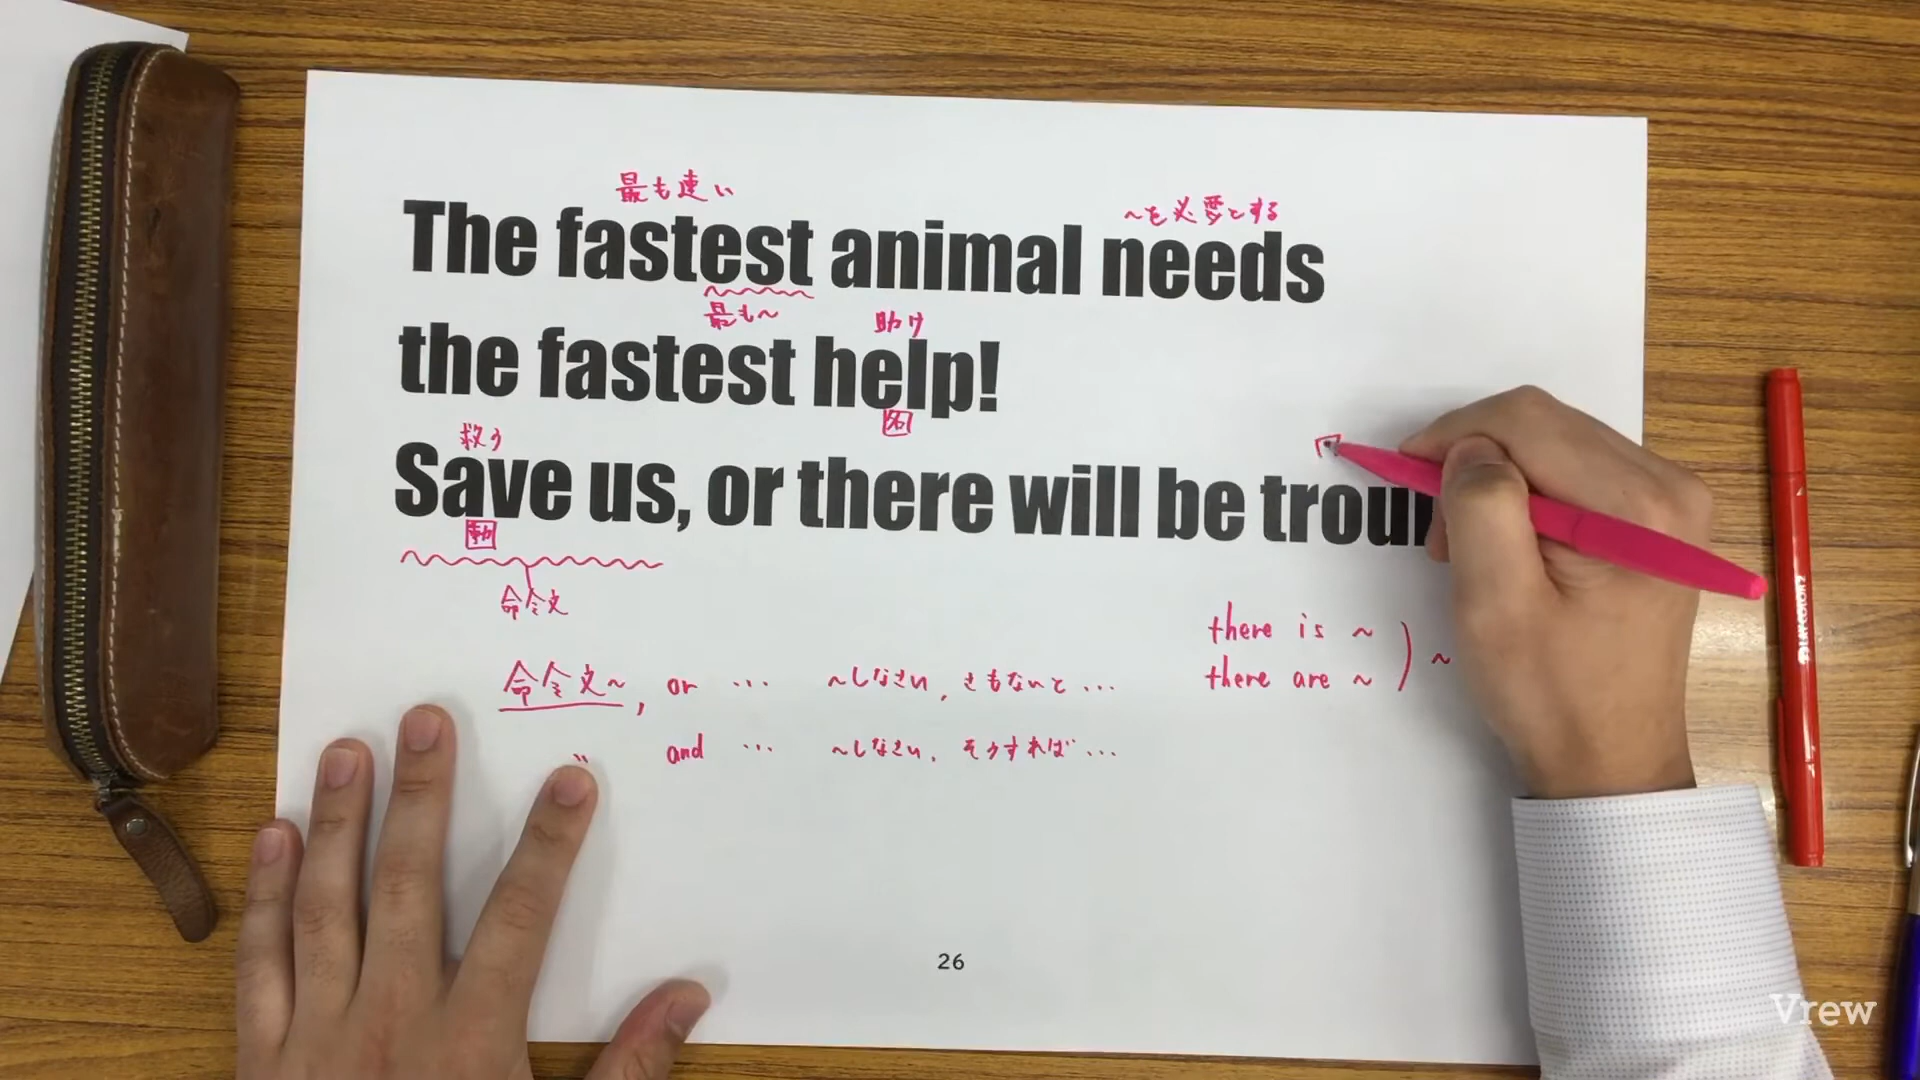 最も速い
~を必要とする
The fastest animal needs
最も~
助け
the fastest help!
名
救う
Save us, or there will be
動
命令文
there is ~
there are ~
~
命令文~, or … ~しなさい, さもないと…
〃 and … ~しなさい, そうすれば…
26
Vrew